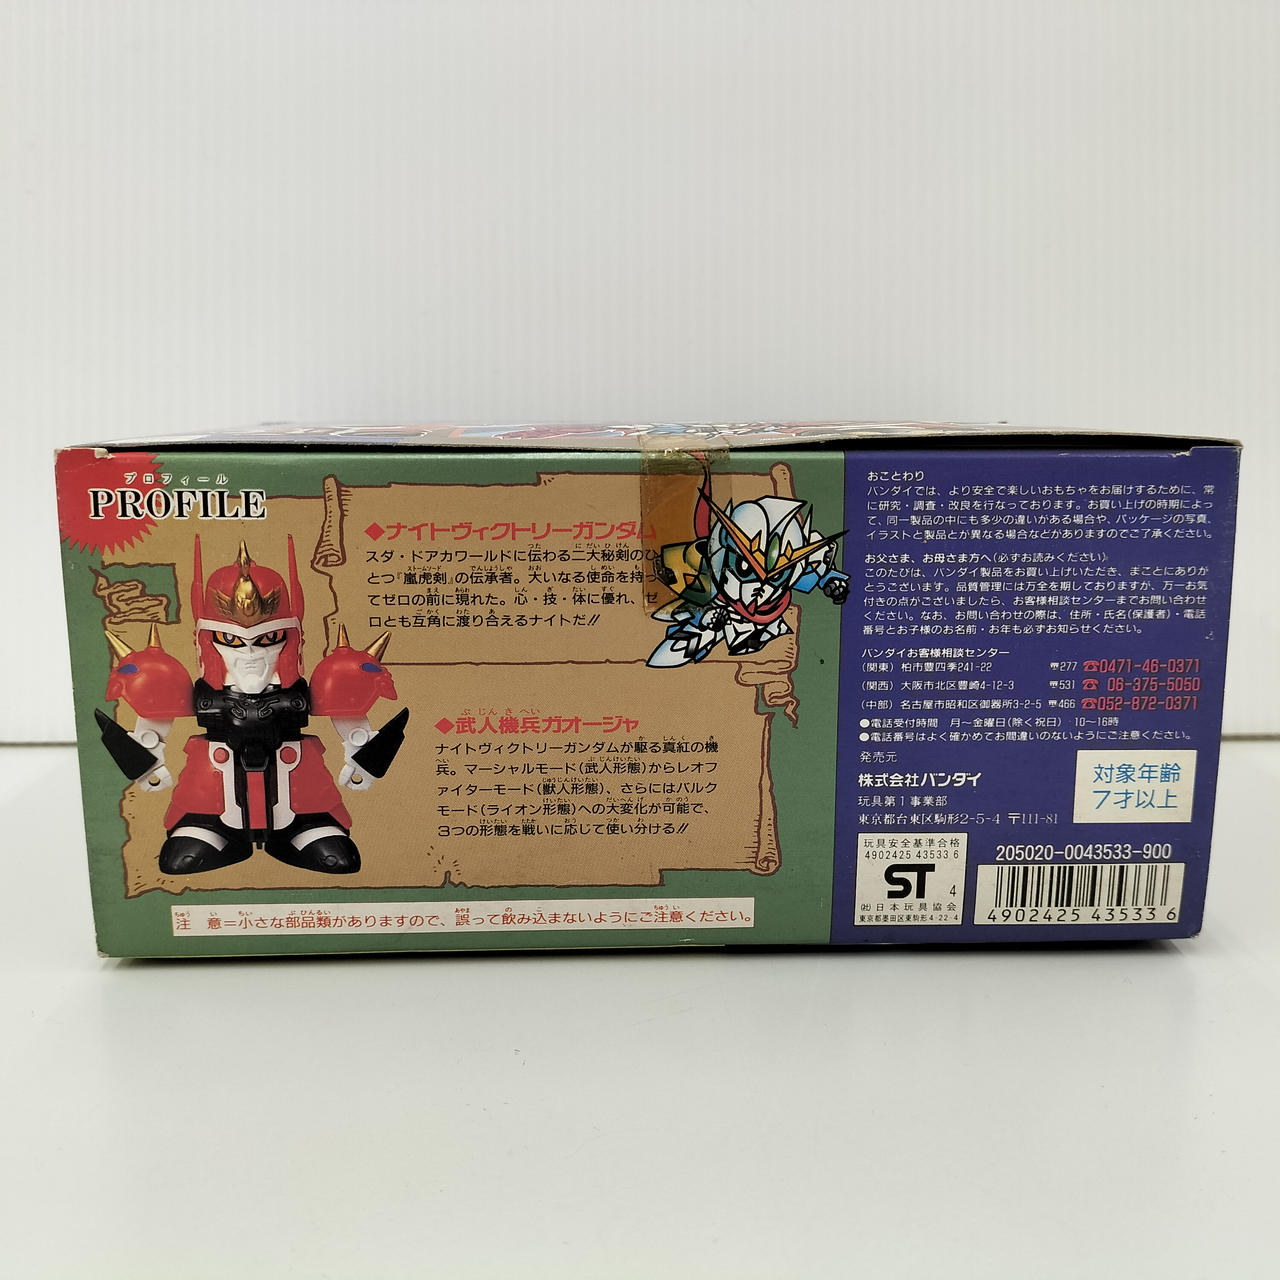 プロフィール
PROFILE
◆ナイトヴィクトリーガンダム
スダ・ドアカワールドに伝わる二大秘剣のひ
とつ『嵐虎剣』の伝承者。大いなる使命を持っ
てゼロの前に現れた。心・技・体に優れ、ゼ
ロとも互角に渡り合えるナイトだ!!
◆武人機兵ガオージャ
ナイトヴィクトリーガンダムが駆る真紅の機
兵。マーシャルモード(武人形態)からレオフ
ァイターモード(獣人形態)、さらにはバルク
モード(ライオン形態)への大変化が可能で、
3つの形態を戦いに応じて使い分ける!!
注 意=小さな部品類がありますので、誤って飲み込まないようにご注意ください。
おことわり
バンダイでは、より安全で楽しいおもちゃをお届けするために、常
に研究・調査・改良を行なっております。お買い上げの時期によっ
て、同一製品の中にも多少の違いがある場合や、パッケージの写真、
イラストと製品とが異なる場合などがありますのでご了承ください。
お父さま、お母さま方へ(必ずお読みください)
このたびは、バンダイ製品をお買い上げいただき、まことにありが
とうございます。品質管理には万全を期しておりますが、万一お気
付きの点がございましたら、お客様相談センターまでお問い合わせ
ください。なお、お問い合わせの際は、住所・氏名(保護者)・電話
番号とお子様のお名前・お年も必ずお知らせください。
バンダイお客様相談センター
(関東) 柏市豊四季241-22 〒277 ☎0471-46-0371
(関西) 大阪市北区豊崎4-12-3 〒531 ☎06-375-5050
(中部) 名古屋市昭和区御器所3-2-5 〒466 ☎052-872-0371
●電話受付時間 月〜金曜日(除く祝日) 10〜16時
●電話番号はよく確かめてお間違いのないようにご注意ください。
発売元
株式会社バンダイ
玩具第1事業部
東京都台東区駒形2-5-4 〒111-81
対象年齢
7才以上
玩具安全基準合格
4902425 43533 6
ST 4
㈳日本玩具協会
東京都墨田区東駒形4-22-4
205020-0043533-900
4902425 435336